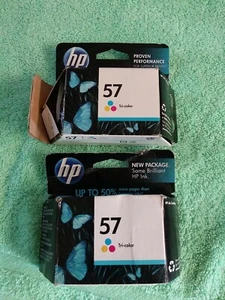 hp
PROVEN
PERFORMANCE
57
Tri-color
57
hp
NEW PACKAGE
Same Brilliant
HP Ink.
UP TO 50%
57
Tri-color